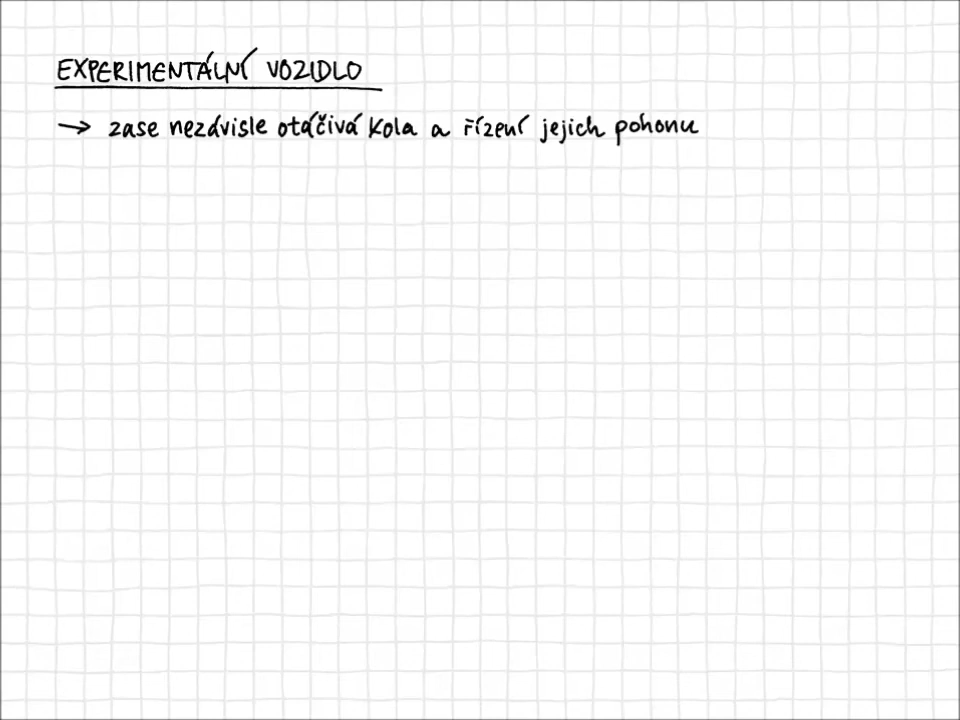 EXPERIMENTÁLNÍ VOZIDLO
→ zase nezávisle otáčivá kola a řízení jejich pohonu